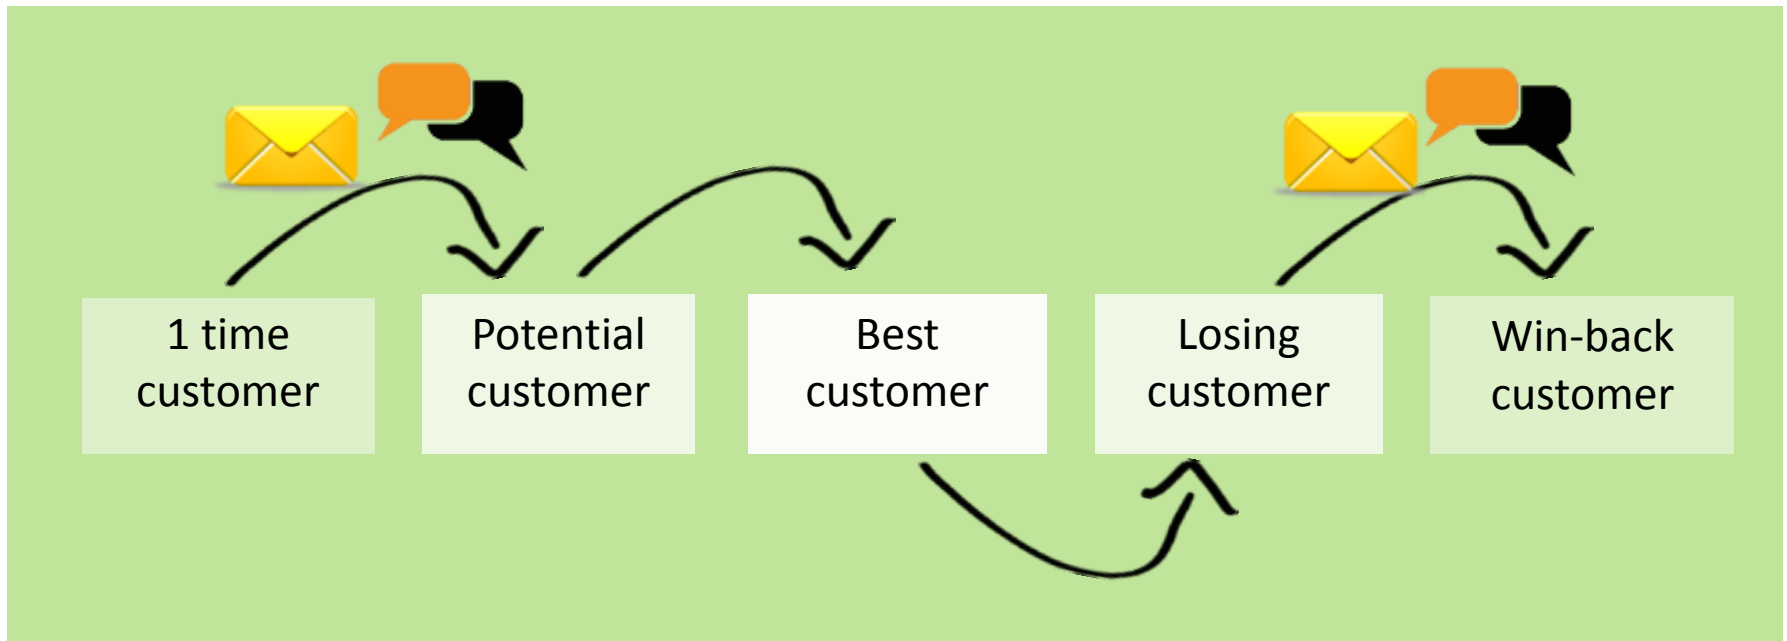 1 time
customer
Potential
customer
Best
customer
Losing
customer
Win-back
customer